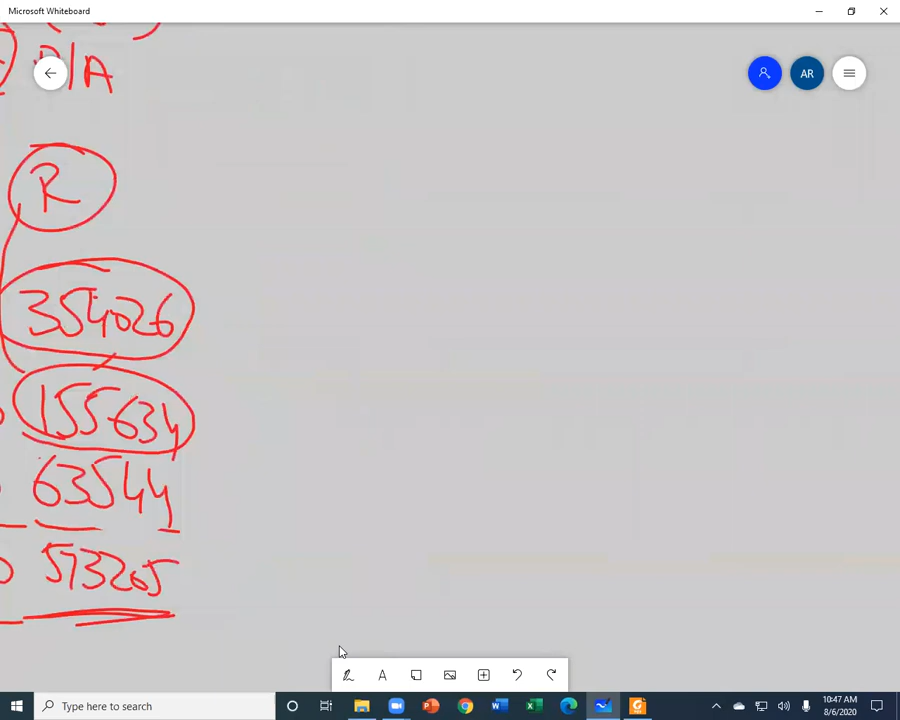 Microsoft Whiteboard
P/A
AR
R
354026
155634
63544
573205
A
Type here to search
10:47 AM
8/6/2020